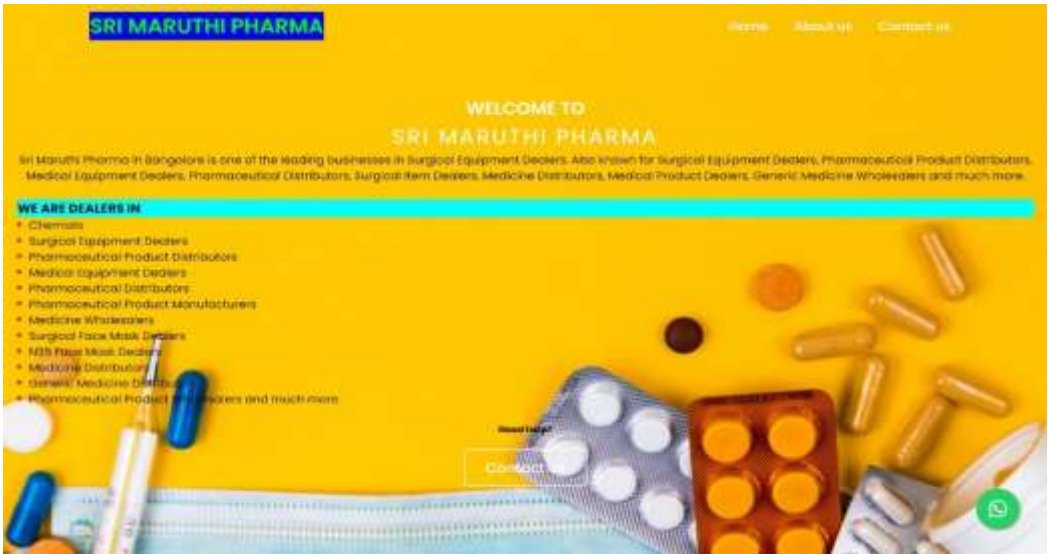 SRI MARUTHI PHARMA
Home About us Contact us
WELCOME TO
SRI MARUTHI PHARMA
Sri Maruthi Pharma in Bangalore is one of the leading businesses in Surgical Equipment Dealers. Also known for Surgical Equipment Dealers, Pharmaceutical Product Distributors,
Medical Equipment Dealers, Pharmaceutical Distributors, Surgical Item Dealers, Medicine Distributors, Medical Product Dealers, Generic Medicine Wholesalers and much more.
WE ARE DEALERS IN
Surgical Equipment Dealers
Pharmaceutical Product Distributors
Medical Equipment Dealers
Pharmaceutical Distributors
Pharmaceutical Product Manufacturers
Medicine Wholesalers
Surgical Face Mask Dealers
N95 Face Mask Dealers
Medicine Distributors
Generic Medicine
Pharmaceutical Product and much more
Need Help?
Contact us